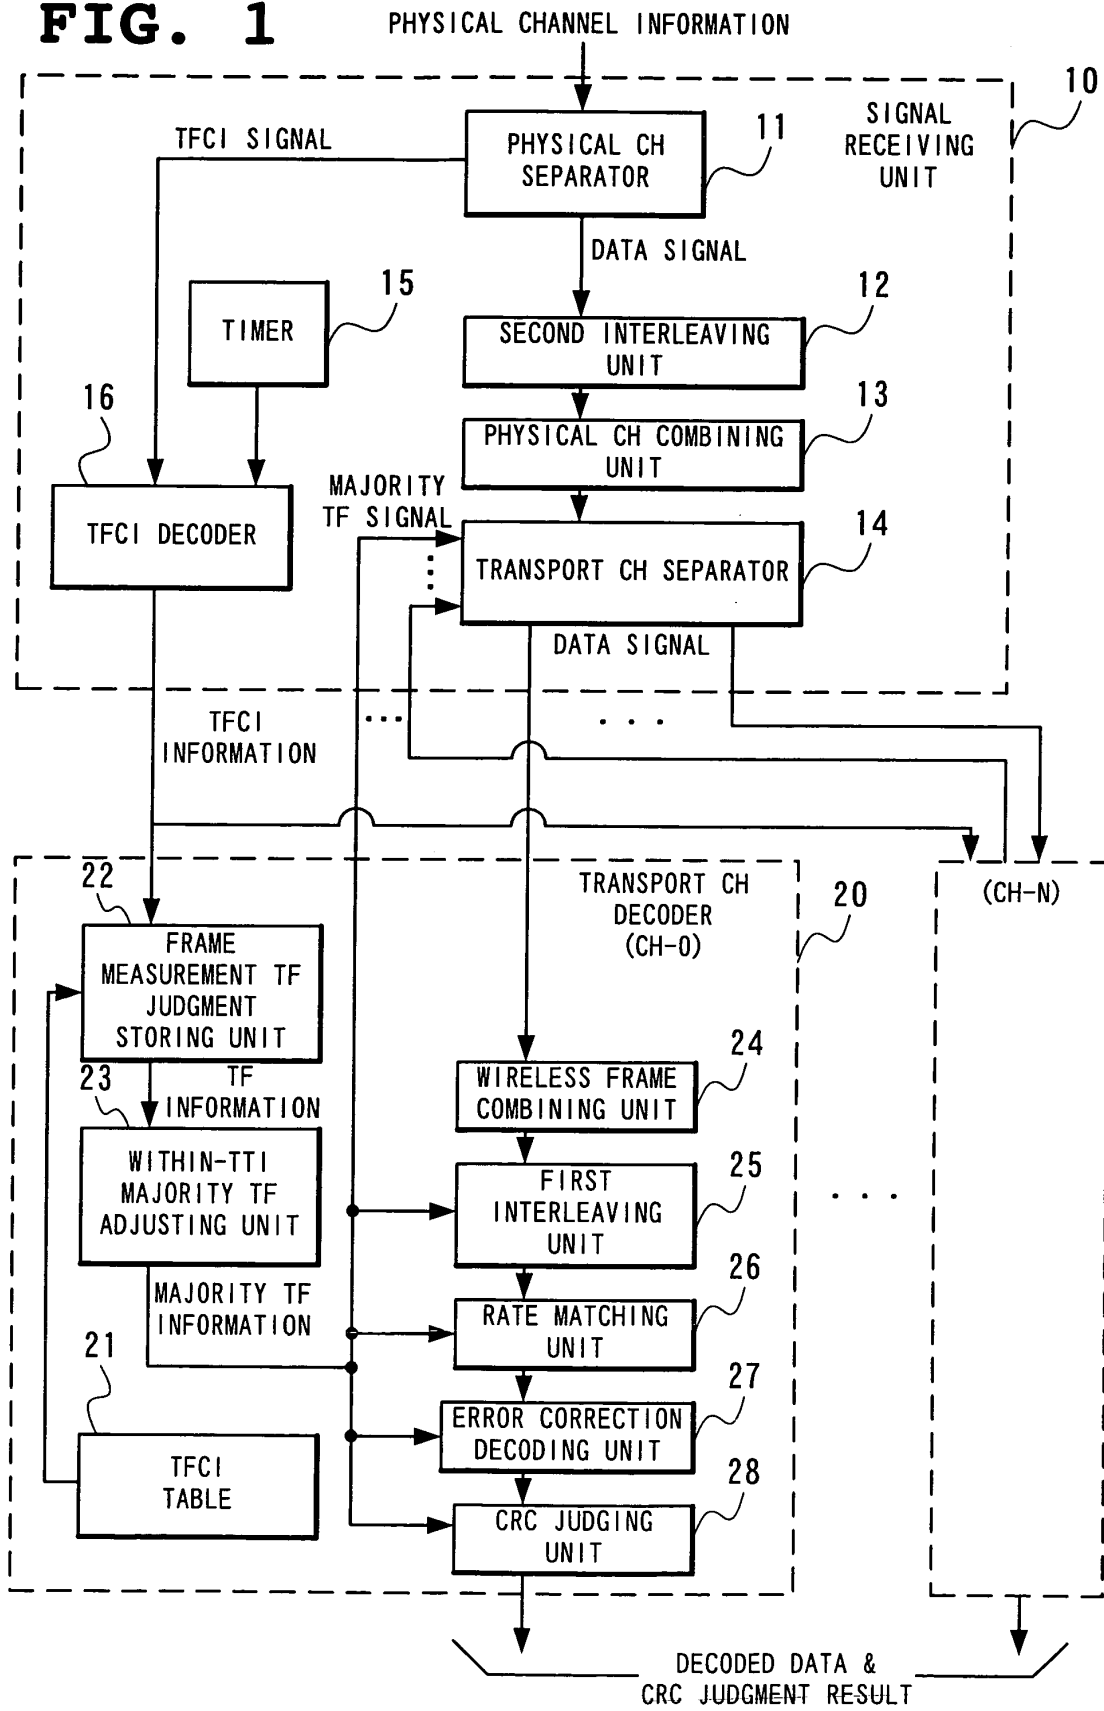 FIG. 1
PHYSICAL CHANNEL INFORMATION
10
SIGNAL
RECEIVING
UNIT
TFCI SIGNAL
PHYSICAL CH
SEPARATOR
11
DATA SIGNAL
15
TIMER
12
SECOND INTERLEAVING
UNIT
16
13
PHYSICAL CH COMBINING
UNIT
MAJORITY
TF SIGNAL
TFCI DECODER
14
TRANSPORT CH SEPARATOR
DATA SIGNAL
TFCI
INFORMATION
22
TRANSPORT CH
DECODER
(CH-0)
20
(CH-N)
FRAME
MEASUREMENT TF
JUDGMENT
STORING UNIT
23
TF
INFORMATION
24
WIRELESS FRAME
COMBINING UNIT
WITHIN-TTI
MAJORITY TF
ADJUSTING UNIT
25
FIRST
INTERLEAVING
UNIT
MAJORITY TF
INFORMATION
26
RATE MATCHING
UNIT
21
27
ERROR CORRECTION
DECODING UNIT
TFCI
TABLE
28
CRC JUDGING
UNIT
DECODED DATA &
CRC JUDGMENT RESULT